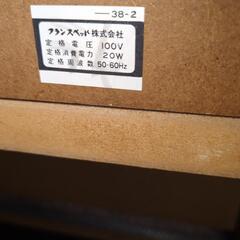 38-2
フランスベッド株式会社
定格電圧 100V
定格消費電力 20W
定格周波数 50-60Hz